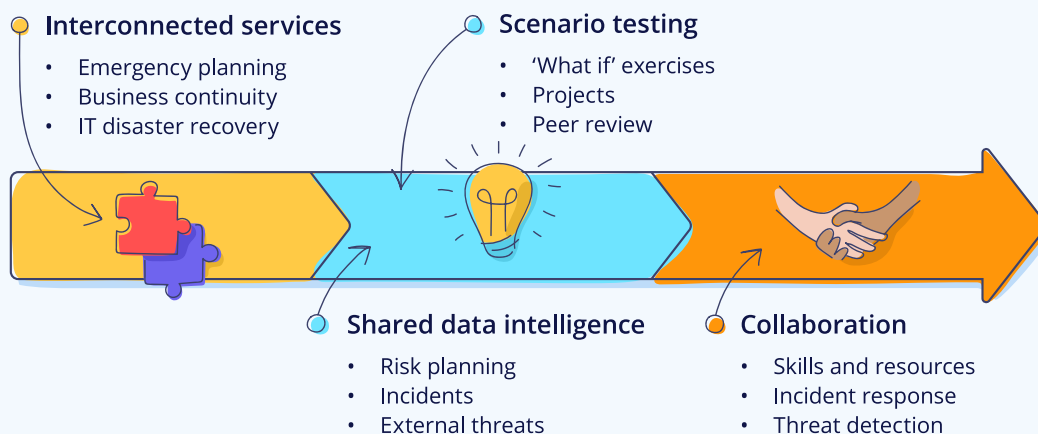 Interconnected services
• Emergency planning
• Business continuity
• IT disaster recovery
Scenario testing
• ‘What if’ exercises
• Projects
• Peer review
Shared data intelligence
• Risk planning
• Incidents
• External threats
Collaboration
• Skills and resources
• Incident response
• Threat detection